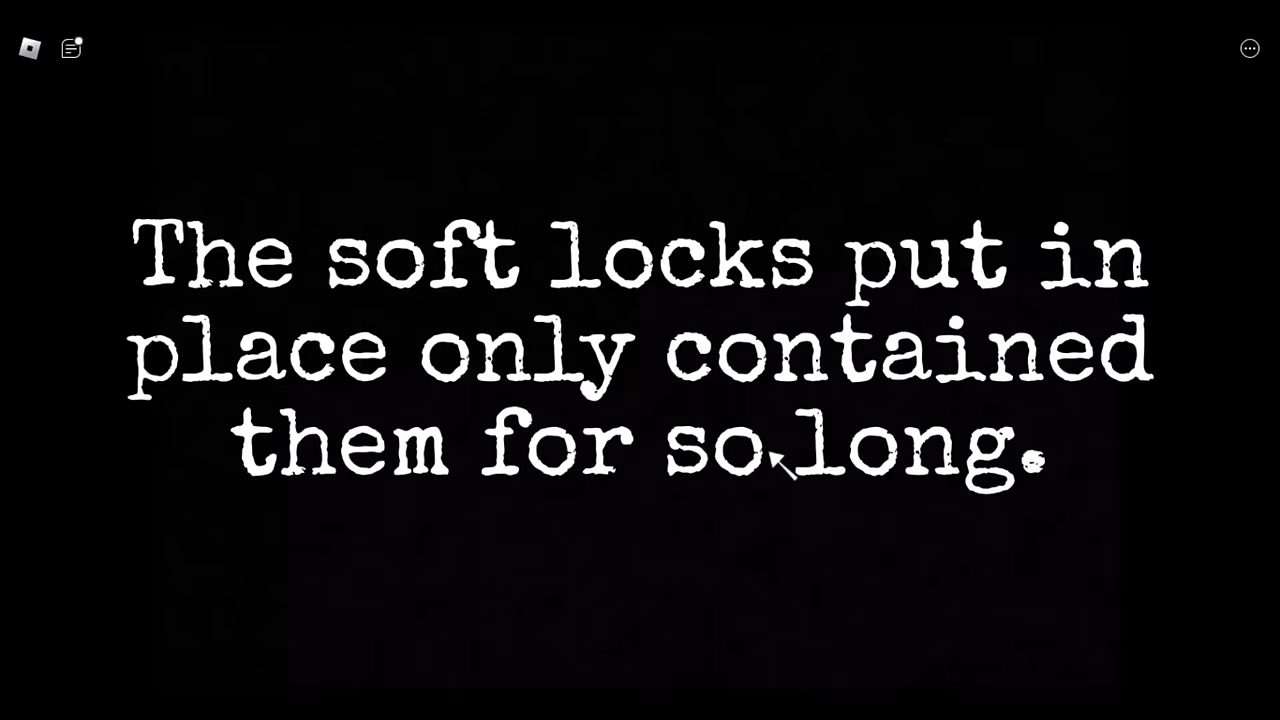 The soft locks put in
place only contained
them for so long.